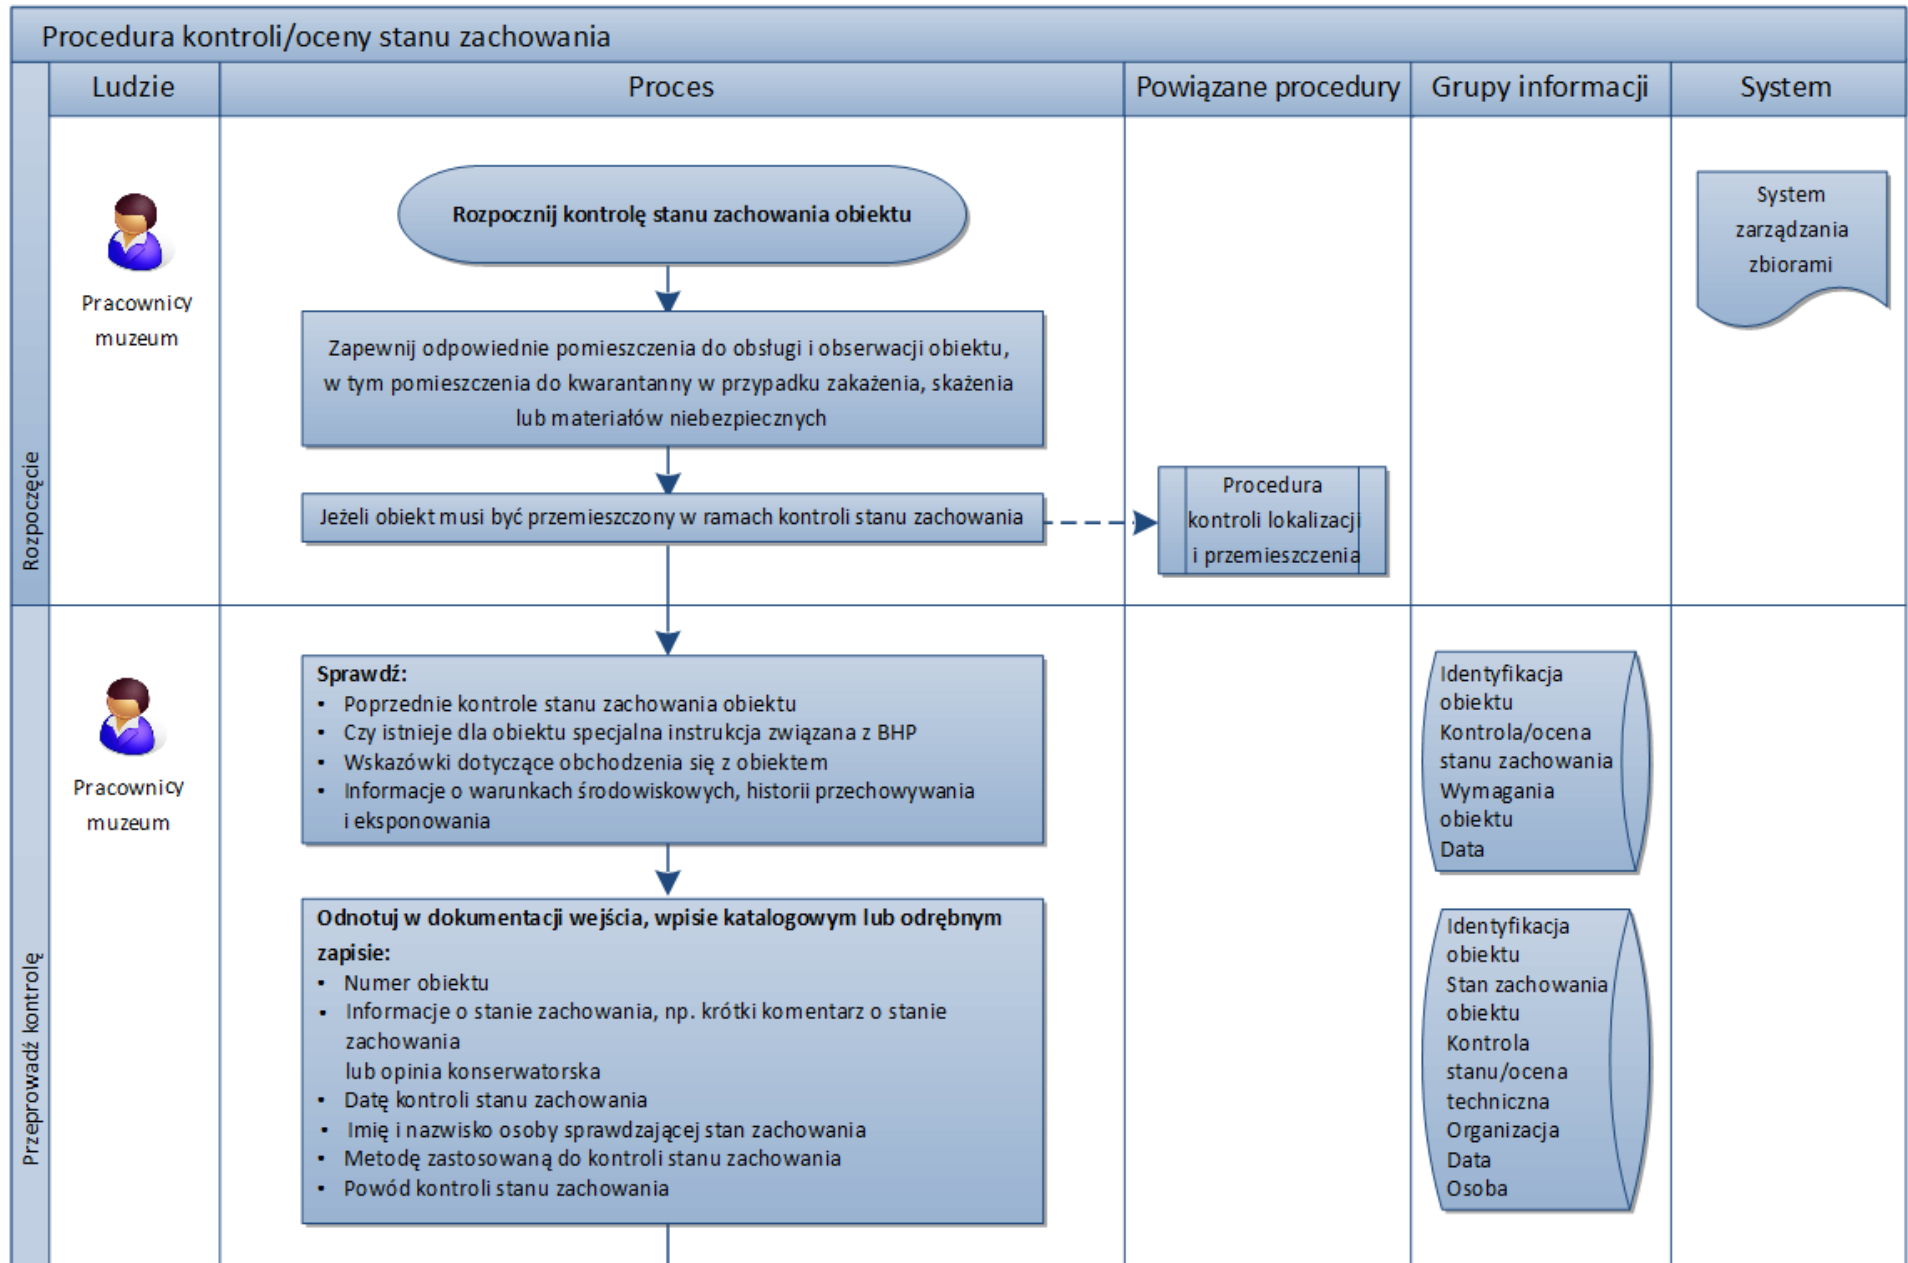 Procedura kontroli/oceny stanu zachowania
Ludzie
Proces
Powiązane procedury
Grupy informacji
System
Rozpoczęcie
Pracownicy
muzeum
Rozpocznij kontrolę stanu zachowania obiektu
Zapewnij odpowiednie pomieszczenia do obsługi i obserwacji obiektu,
w tym pomieszczenia do kwarantanny w przypadku zakażenia, skażenia
lub materiałów niebezpiecznych
Jeżeli obiekt musi być przemieszczony w ramach kontroli stanu zachowania
Procedura
kontroli lokalizacji
i przemieszczenia
System
zarządzania
zbiorami
Przeprowadź kontrolę
Pracownicy
muzeum
Sprawdź:
• Poprzednie kontrole stanu zachowania obiektu
• Czy istnieje dla obiektu specjalna instrukcja związana z BHP
• Wskazówki dotyczące obchodzenia się z obiektem
• Informacje o warunkach środowiskowych, historii przechowywania
i eksponowania
Identyfikacja
obiektu
Kontrola/ocena
stanu zachowania
Wymagania
obiektu
Data
Odnotuj w dokumentacji wejścia, wpisie katalogowym lub odrębnym
zapisie:
• Numer obiektu
• Informacje o stanie zachowania, np. krótki komentarz o stanie
zachowania
lub opinia konserwatorska
• Datę kontroli stanu zachowania
• Imię i nazwisko osoby sprawdzającej stan zachowania
• Metodę zastosowaną do kontroli stanu zachowania
• Powód kontroli stanu zachowania
Identyfikacja
obiektu
Stan zachowania
obiektu
Kontrola
stanu/ocena
techniczna
Organizacja
Data
Osoba